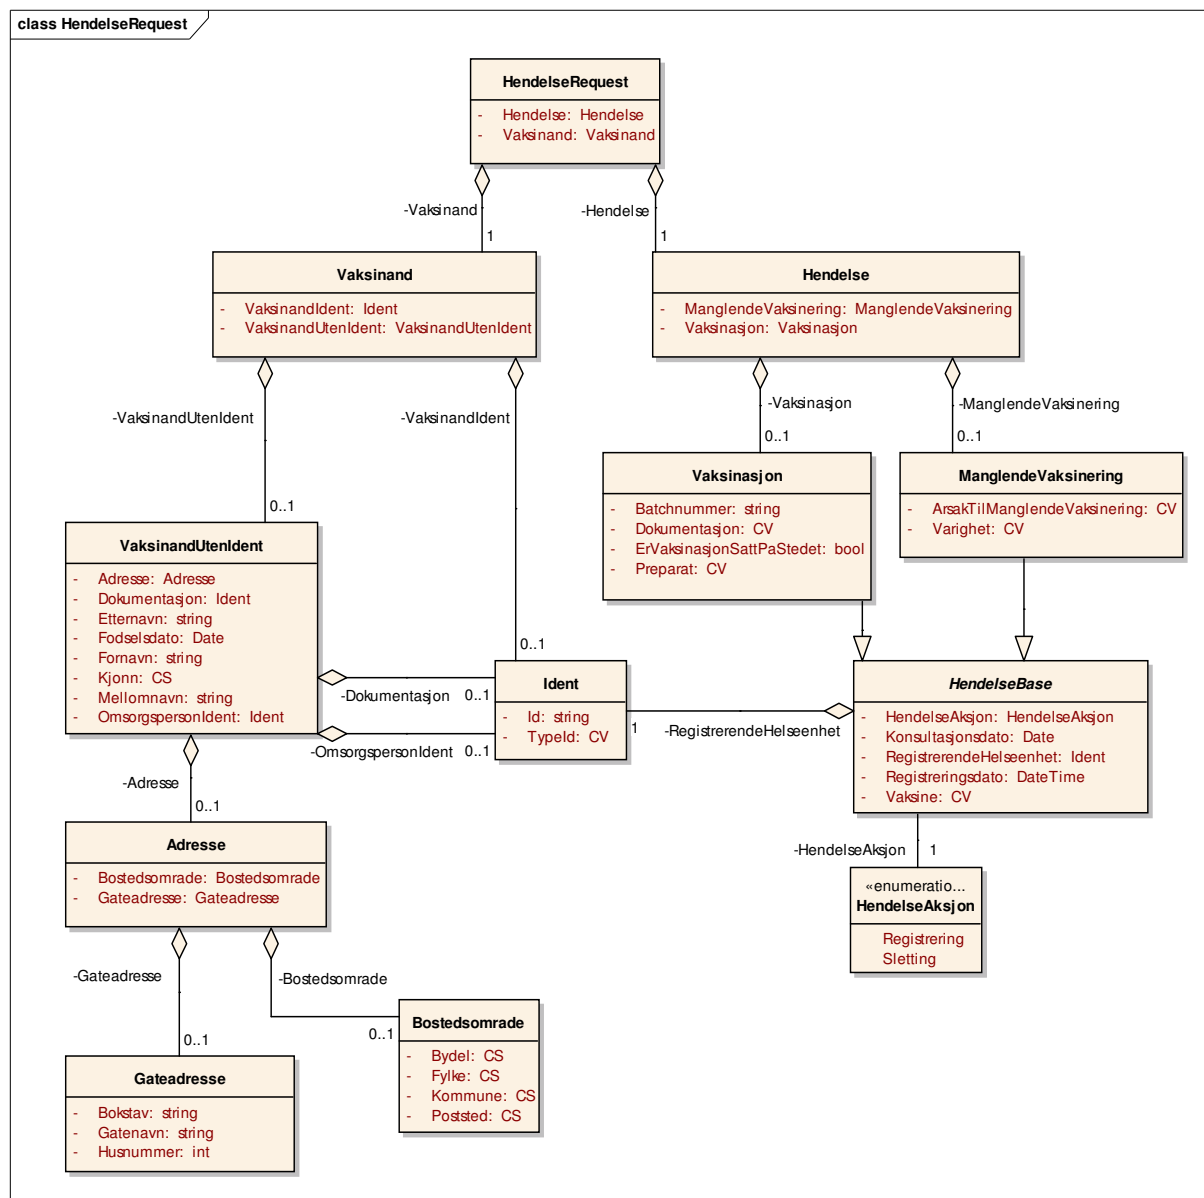 class HendelseRequest
HendelseRequest
- Hendelse: Hendelse
- Vaksinand: Vaksinand
-Vaksinand
-Hendelse
1
1
Vaksinand
- VaksinandIdent: Ident
- VaksinandUtenIdent: VaksinandUtenIdent
Hendelse
- ManglendeVaksinering: ManglendeVaksinering
- Vaksinasjon: Vaksinasjon
-VaksinandUtenIdent
-VaksinandIdent
-Vaksinasjon
-ManglendeVaksinering
0..1
0..1
Vaksinasjon
- Batchnummer: string
- Dokumentasjon: CV
- ErVaksinasjonSattPaStedet: bool
- Preparat: CV
ManglendeVaksinering
- ArsakTilManglendeVaksinering: CV
- Varighet: CV
0..1
VaksinandUtenIdent
- Adresse: Adresse
- Dokumentasjon: Ident
- Etternavn: string
- Fodselsdato: Date
- Fornavn: string
- Kjonn: CS
- Mellomnavn: string
- OmsorgspersonIdent: Ident
0..1
-Dokumentasjon
0..1
-OmsorgspersonIdent
0..1
Ident
- Id: string
- TypeId: CV
1
-RegistrerendeHelseenhet
HendelseBase
- HendelseAksjon: HendelseAksjon
- Konsultasjonsdato: Date
- RegistrerendeHelseenhet: Ident
- Registreringsdato: DateTime
- Vaksine: CV
-Adresse
0..1
-HendelseAksjon
1
Adresse
- Bostedsomrade: Bostedsomrade
- Gateadresse: Gateadresse
«enumeratio...
HendelseAksjon
Registrering
Sletting
-Gateadresse
-Bostedsomrade
0..1
0..1
Bostedsomrade
- Bydel: CS
- Fylke: CS
- Kommune: CS
- Poststed: CS
Gateadresse
- Bokstav: string
- Gatenavn: string
- Husnummer: int